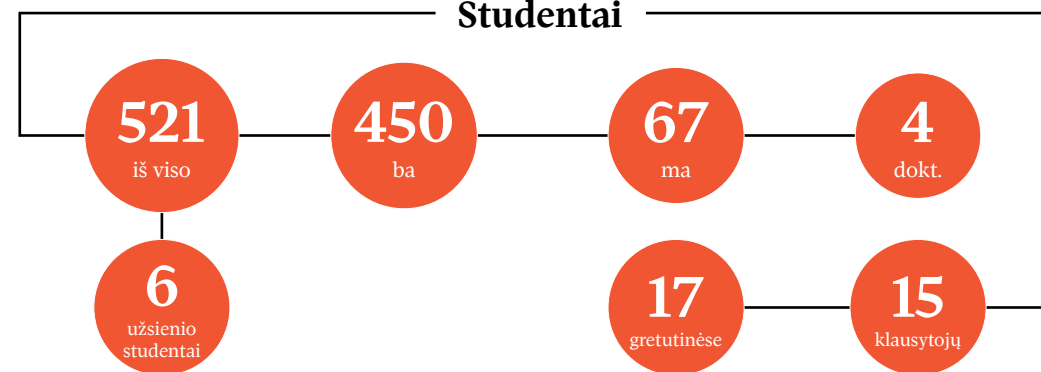 Studentai
521
iš viso
450
ba
67
ma
4
dokt.
6
užsienio
studentai
17
gretutinėse
15
klausytojų